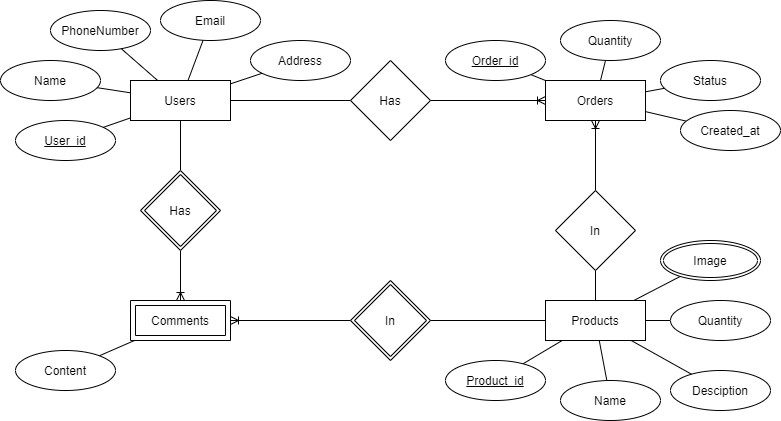 Email
PhoneNumber
Quantity
Address
Order_id
Name
Status
Users
Has
Orders
Created_at
User_id
Has
In
Image
Comments
In
Products
Quantity
Content
Product_id
Desciption
Name